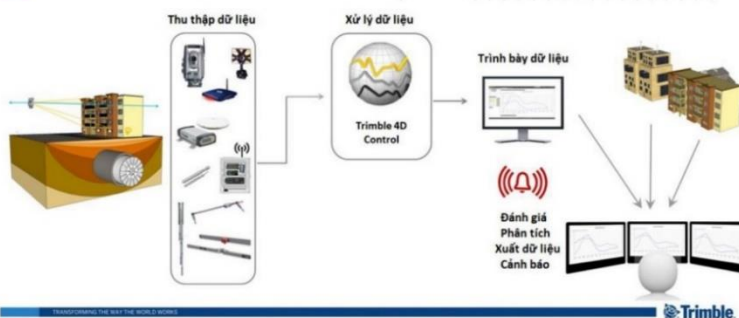 Thu thập dữ liệu
Xử lý dữ liệu
Trimble 4D
Control
Trình bày dữ liệu
Đánh giá
Phân tích
Xuất dữ liệu
Cảnh báo
TRANSFORMING THE WAY THE WORLD WORKS
Trimble